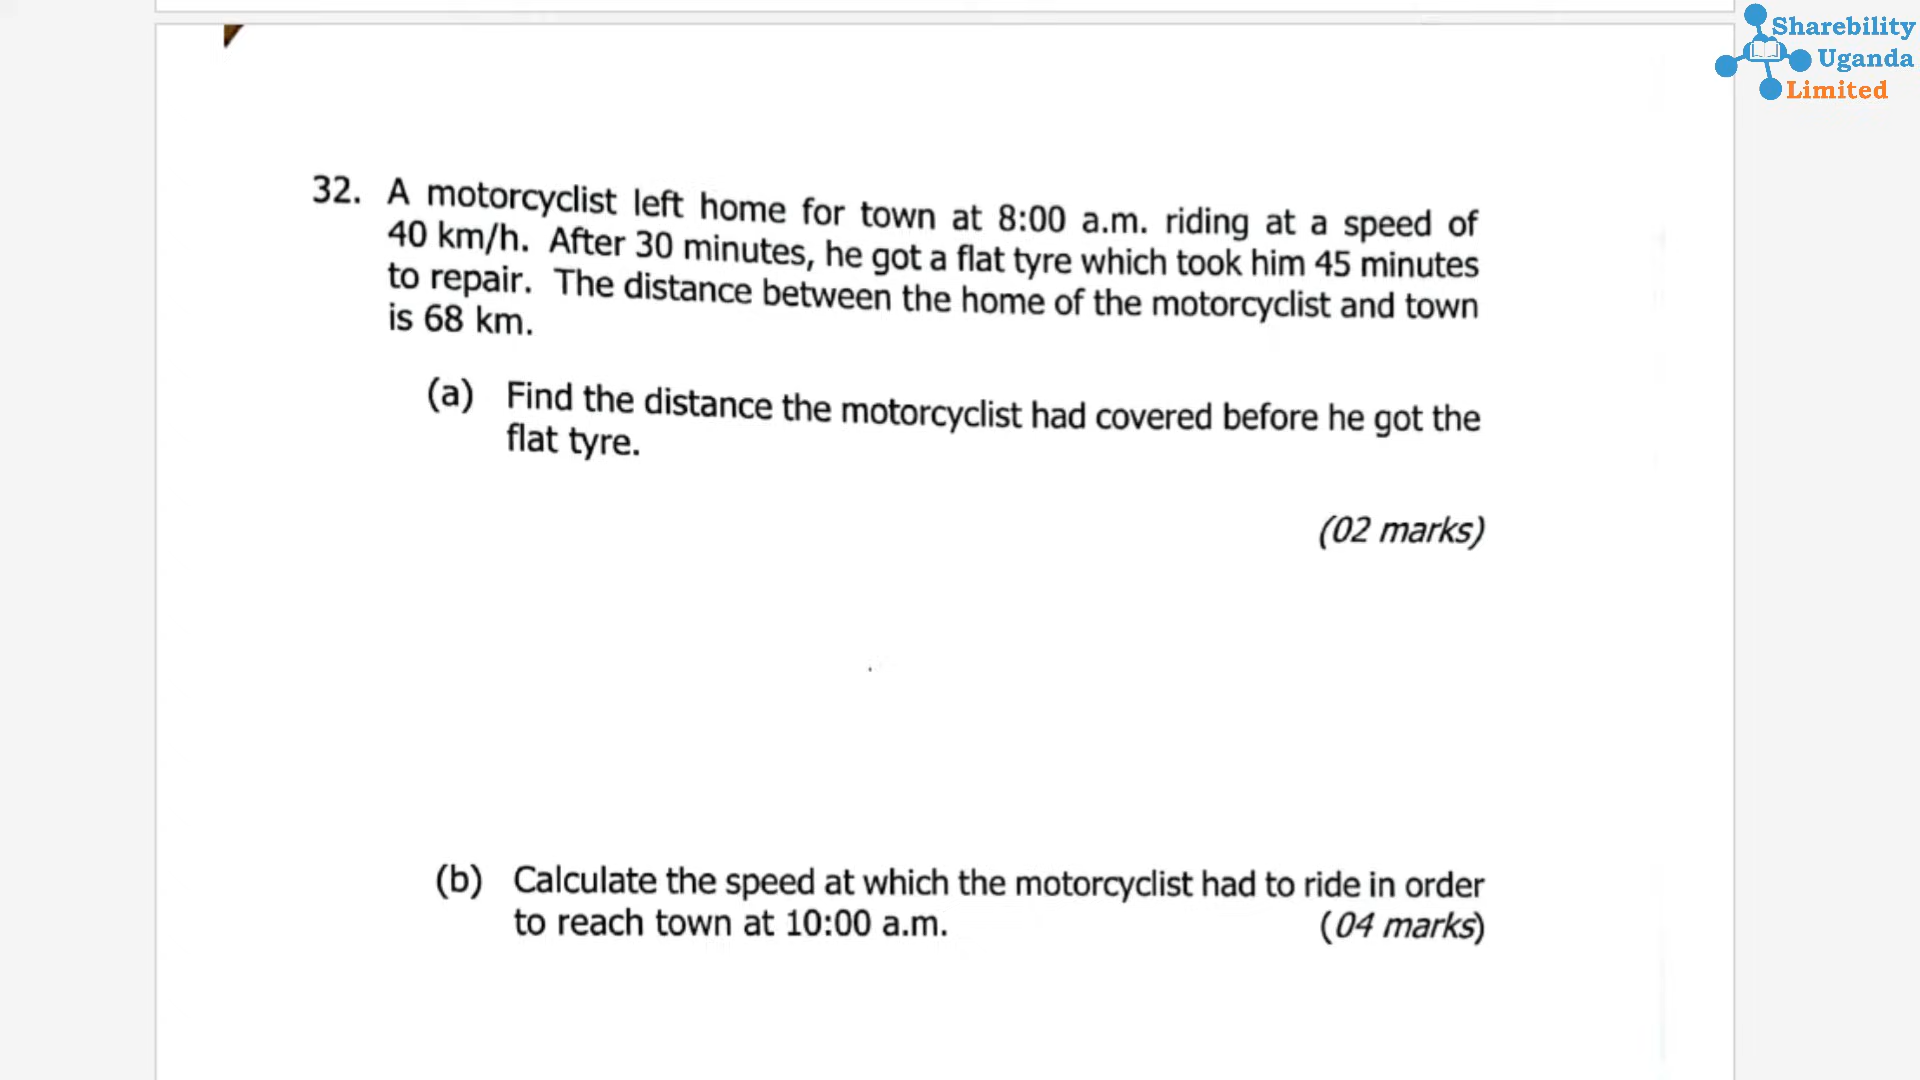 Sharebility
Uganda
Limited
32. A motorcyclist left home for town at 8:00 a.m. riding at a speed of
40 km/h. After 30 minutes, he got a flat tyre which took him 45 minutes
to repair. The distance between the home of the motorcyclist and town
is 68 km.
(a) Find the distance the motorcyclist had covered before he got the
flat tyre.
(02 marks)
(b) Calculate the speed at which the motorcyclist had to ride in order
to reach town at 10:00 a.m. (04 marks)